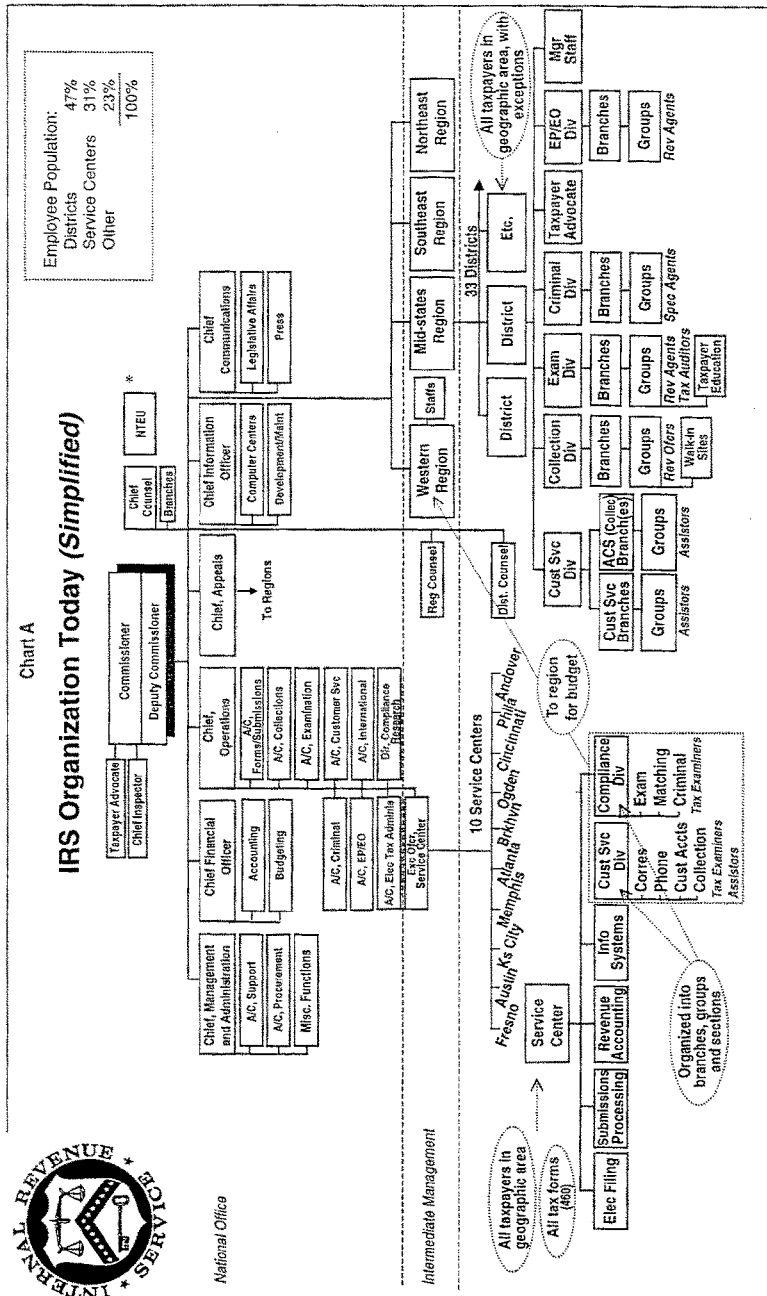 Chart A
IRS Organization Today (Simplified)
INTERNAL REVENUE SERVICE
Employee Population:
Districts 47%
Service Centers 31%
Other 23%
100%
National Office
Taxpayer Advocate
Chief Inspector
Commissioner
Deputy Commissioner
Chief
Counsel
Branches
NTEU
*
Chief, Management
and Administration
A/C, Support
A/C, Procurement
Misc. Functions
Chief Financial
Officer
Accounting
Budgeting
Chief,
Operations
A/C,
Forms/Submissions
A/C, Collections
A/C, Examination
A/C, Customer Svc
A/C, International
Dir, Compliance
Research
A/C, Criminal
A/C, EP/EO
A/C, Elec Tax Adminis
Exc Ofcr,
Service Center
Chief, Appeals
To Regions
Chief Information
Officer
Computer Centers
Development/Maint
Chief
Communications
Legislative Affairs
Press
Intermediate Management
Reg Counsel
Western
Region
Staffs
Mid-states
Region
Southeast
Region
Northeast
Region
10 Service Centers
Fresno
Austin
Ks City
Memphis
Atlanta
Brkhvn
Ogden
Cincinnati
Phila
Andover
To region
for budget
Dist. Counsel
33 Districts
District
District
Etc.
All taxpayers in
geographic area, with
exceptions
All taxpayers in
geographic area
All tax forms
(460)
Service
Center
Elec Filing
Submissions
Processing
Revenue
Accounting
Info
Systems
Cust Svc
Div
Corres
Phone
Cust Accts
Collection
Tax Examiners
Assistors
Compliance
Div
Exam
Matching
Criminal
Tax Examiners
Organized into
branches, groups
and sections
Cust Svc
Div
Cust Svc
Branches
Groups
Assistors
ACS (Collec)
Branch(es)
Groups
Assistors
Collection
Div
Branches
Groups
Rev Ofcrs
Walk-in
Sites
Exam
Div
Branches
Groups
Rev Agents
Tax Auditors
Taxpayer
Education
Criminal
Div
Branches
Groups
Spec Agents
Taxpayer
Advocate
EP/EO
Div
Branches
Groups
Rev Agents
Mgr
Staff